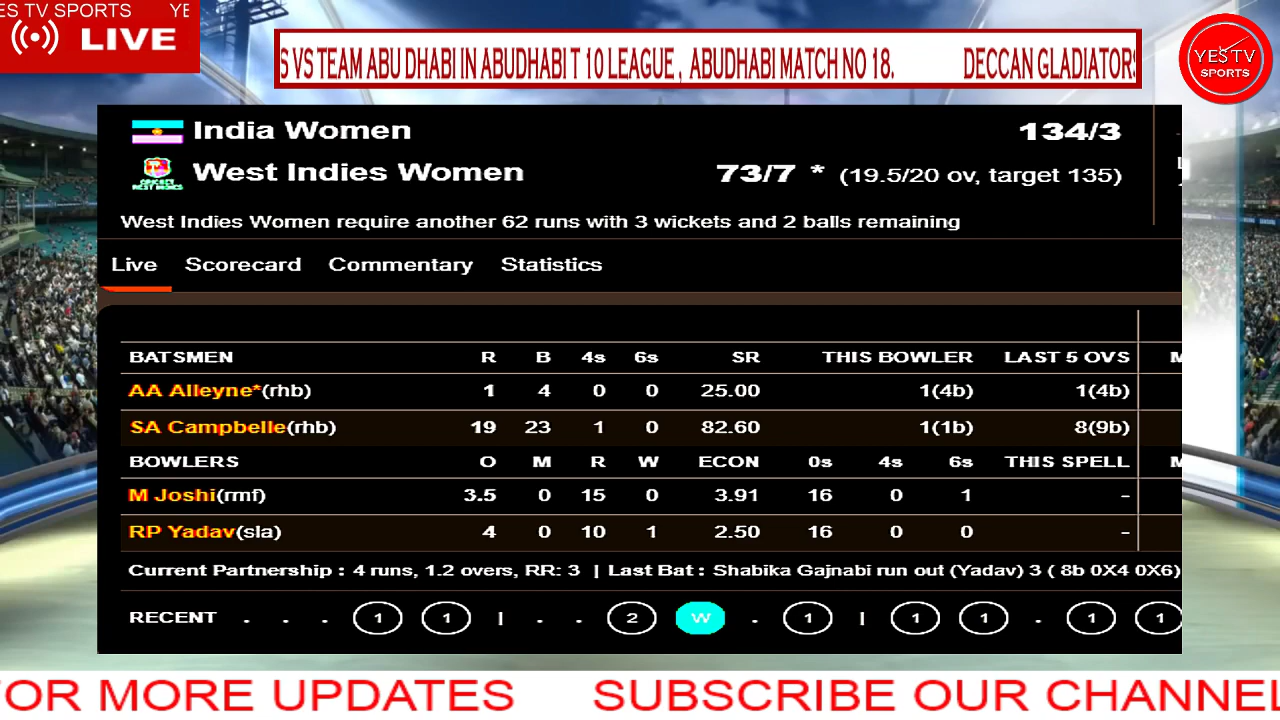 ES TV SPORTS YE
LIVE
S VS TEAM ABU DHABI IN ABUDHABI T 10 LEAGUE , ABUDHABI MATCH NO 18. DECCAN GLADIATORS
YES TV
SPORTS
India Women 134/3
West Indies Women 73/7 * (19.5/20 ov, target 135)
West Indies Women require another 62 runs with 3 wickets and 2 balls remaining
Live Scorecard Commentary Statistics
BATSMEN R B 4s 6s SR THIS BOWLER LAST 5 OVS
AA Alleyne*(rhb) 1 4 0 0 25.00 1(4b) 1(4b)
SA Campbelle(rhb) 19 23 1 0 82.60 1(1b) 8(9b)
BOWLERS O M R W ECON 0s 4s 6s THIS SPELL
M Joshi(rmf) 3.5 0 15 0 3.91 16 0 1 -
RP Yadav(sla) 4 0 10 1 2.50 16 0 0 -
Current Partnership : 4 runs, 1.2 overs, RR: 3 | Last Bat : Shabika Gajnabi run out (Yadav) 3 ( 8b 0X4 0X6)
RECENT . . . 1 1 | . . 2 W . 1 | 1 1 . 1 1
FOR MORE UPDATES SUBSCRIBE OUR CHANNEL